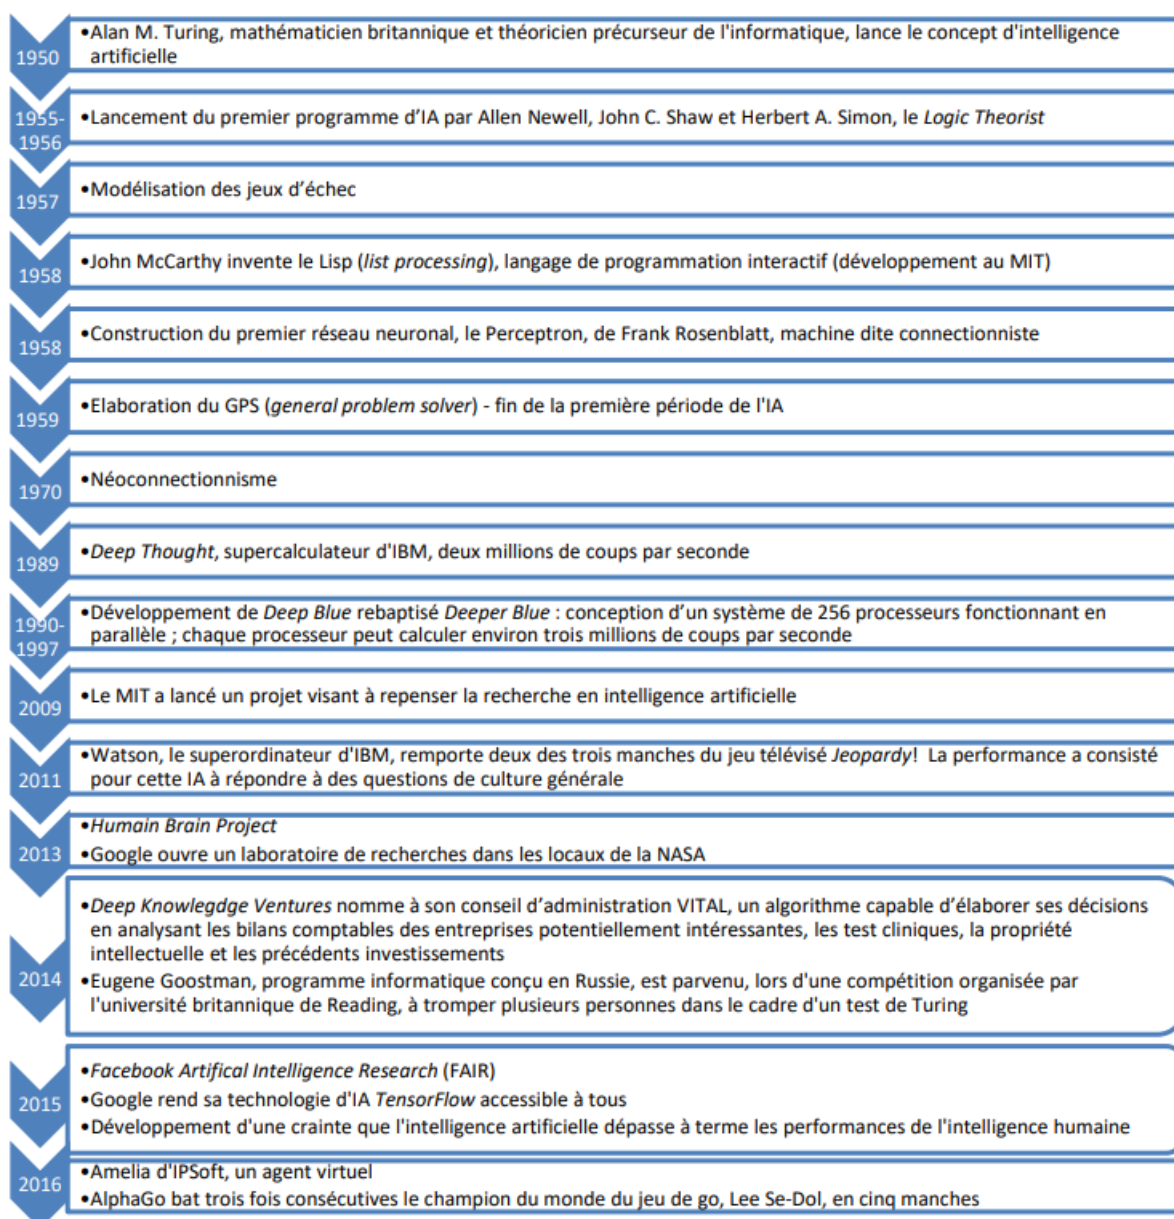 1950
•Alan M. Turing, mathématicien britannique et théoricien précurseur de l'informatique, lance le concept d'intelligence
artificielle
1955-
1956
•Lancement du premier programme d'IA par Allen Newell, John C. Shaw et Herbert A. Simon, le Logic Theorist
1957
•Modélisation des jeux d'échec
1958
•John McCarthy invente le Lisp (list processing), langage de programmation interactif (développement au MIT)
1958
•Construction du premier réseau neuronal, le Perceptron, de Frank Rosenblatt, machine dite connectionniste
1959
•Elaboration du GPS (general problem solver) - fin de la première période de l'IA
1970
•Néoconnectionnisme
1989
•Deep Thought, supercalculateur d'IBM, deux millions de coups par seconde
1990-
1997
•Développement de Deep Blue rebaptisé Deeper Blue : conception d'un système de 256 processeurs fonctionnant en
parallèle ; chaque processeur peut calculer environ trois millions de coups par seconde
2009
•Le MIT a lancé un projet visant à repenser la recherche en intelligence artificielle
2011
•Watson, le superordinateur d'IBM, remporte deux des trois manches du jeu télévisé Jeopardy! La performance a consisté
pour cette IA à répondre à des questions de culture générale
2013
•Humain Brain Project
•Google ouvre un laboratoire de recherches dans les locaux de la NASA
2014
•Deep Knowlegdge Ventures nomme à son conseil d'administration VITAL, un algorithme capable d'élaborer ses décisions
en analysant les bilans comptables des entreprises potentiellement intéressantes, les test cliniques, la propriété
intellectuelle et les précédents investissements
•Eugene Goostman, programme informatique conçu en Russie, est parvenu, lors d'une compétition organisée par
l'université britannique de Reading, à tromper plusieurs personnes dans le cadre d'un test de Turing
2015
•Facebook Artifical Intelligence Research (FAIR)
•Google rend sa technologie d'IA TensorFlow accessible à tous
•Développement d'une crainte que l'intelligence artificielle dépasse à terme les performances de l'intelligence humaine
2016
•Amelia d'IPSoft, un agent virtuel
•AlphaGo bat trois fois consécutives le champion du monde du jeu de go, Lee Se-Dol, en cinq manches